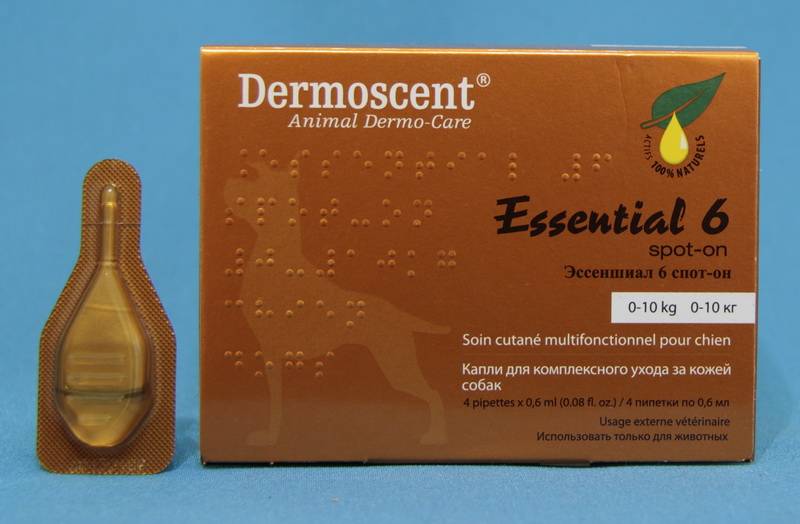 Dermoscent®
Animal Dermo-Care
ACTIFS 100% NATURELS
Essential 6
spot-on
Эссеншиал 6 спот-он
0-10 kg 0-10 кг
Soin cutané multifonctionnel pour chien
Капли для комплексного ухода за кожей
собак
4 pipettes x 0,6 ml (0.08 fl. oz.) / 4 пипетки по 0,6 мл
Usage externe vétérinaire
Использовать только для животных